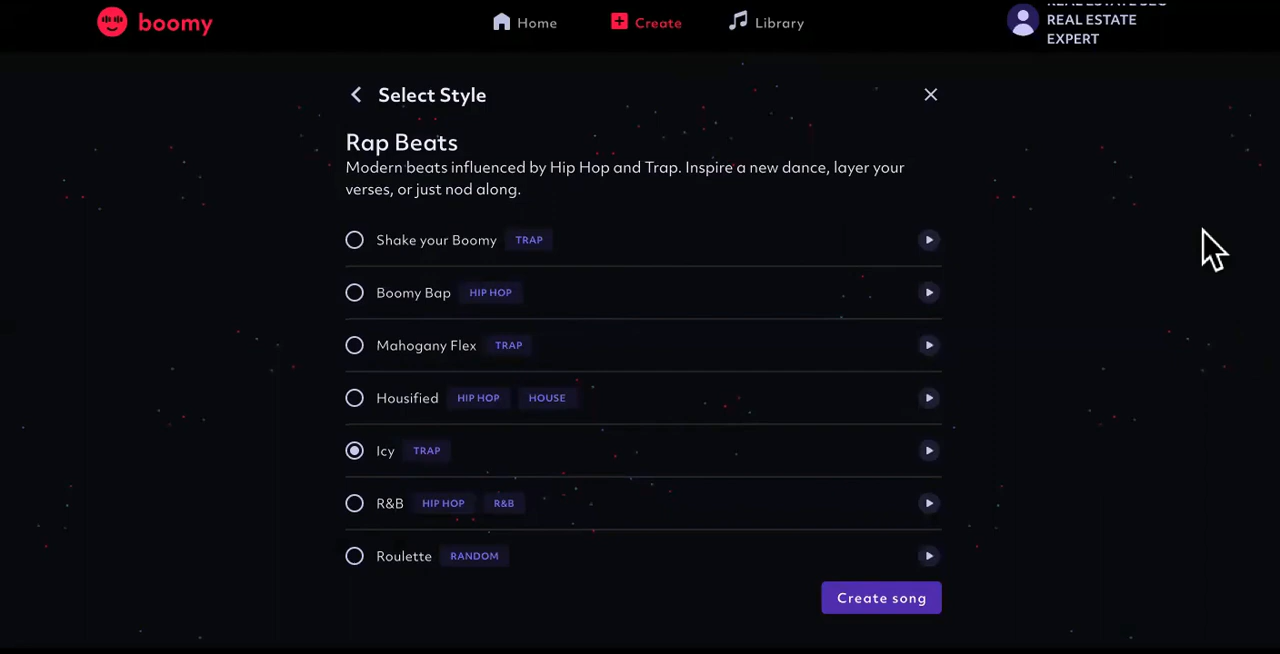 boomy
Home
Create
Library
REAL ESTATE
EXPERT
Select Style
Rap Beats
Modern beats influenced by Hip Hop and Trap. Inspire a new dance, layer your
verses, or just nod along.
Shake your Boomy TRAP
Boomy Bap HIP HOP
Mahogany Flex TRAP
Housified HIP HOP HOUSE
Icy TRAP
R&B HIP HOP R&B
Roulette RANDOM
Create song